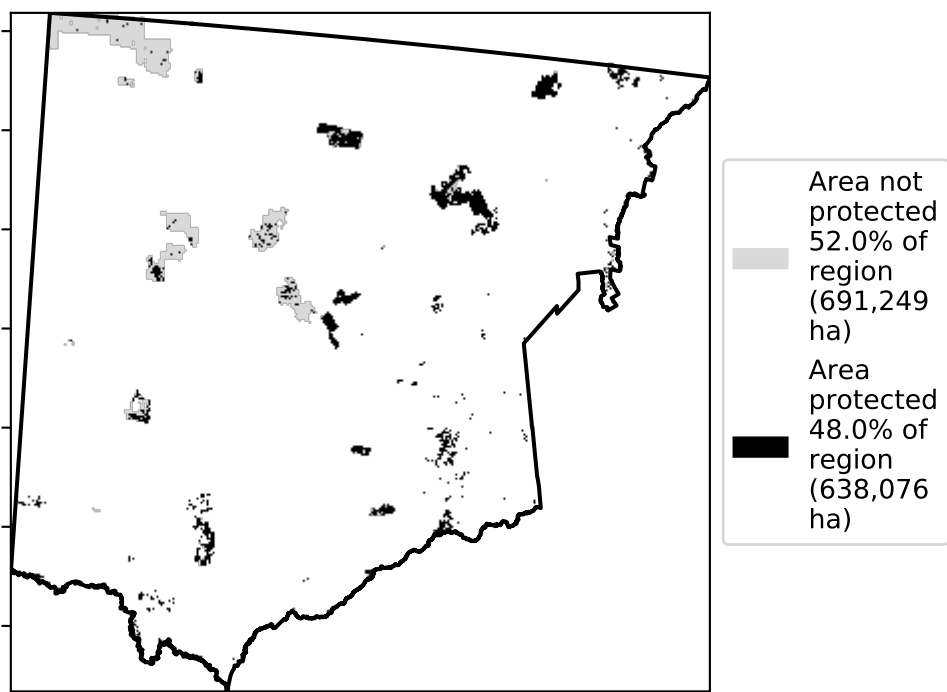 Area not
protected
52.0% of
region
(691,249
ha)
Area
protected
48.0% of
region
(638,076
ha)